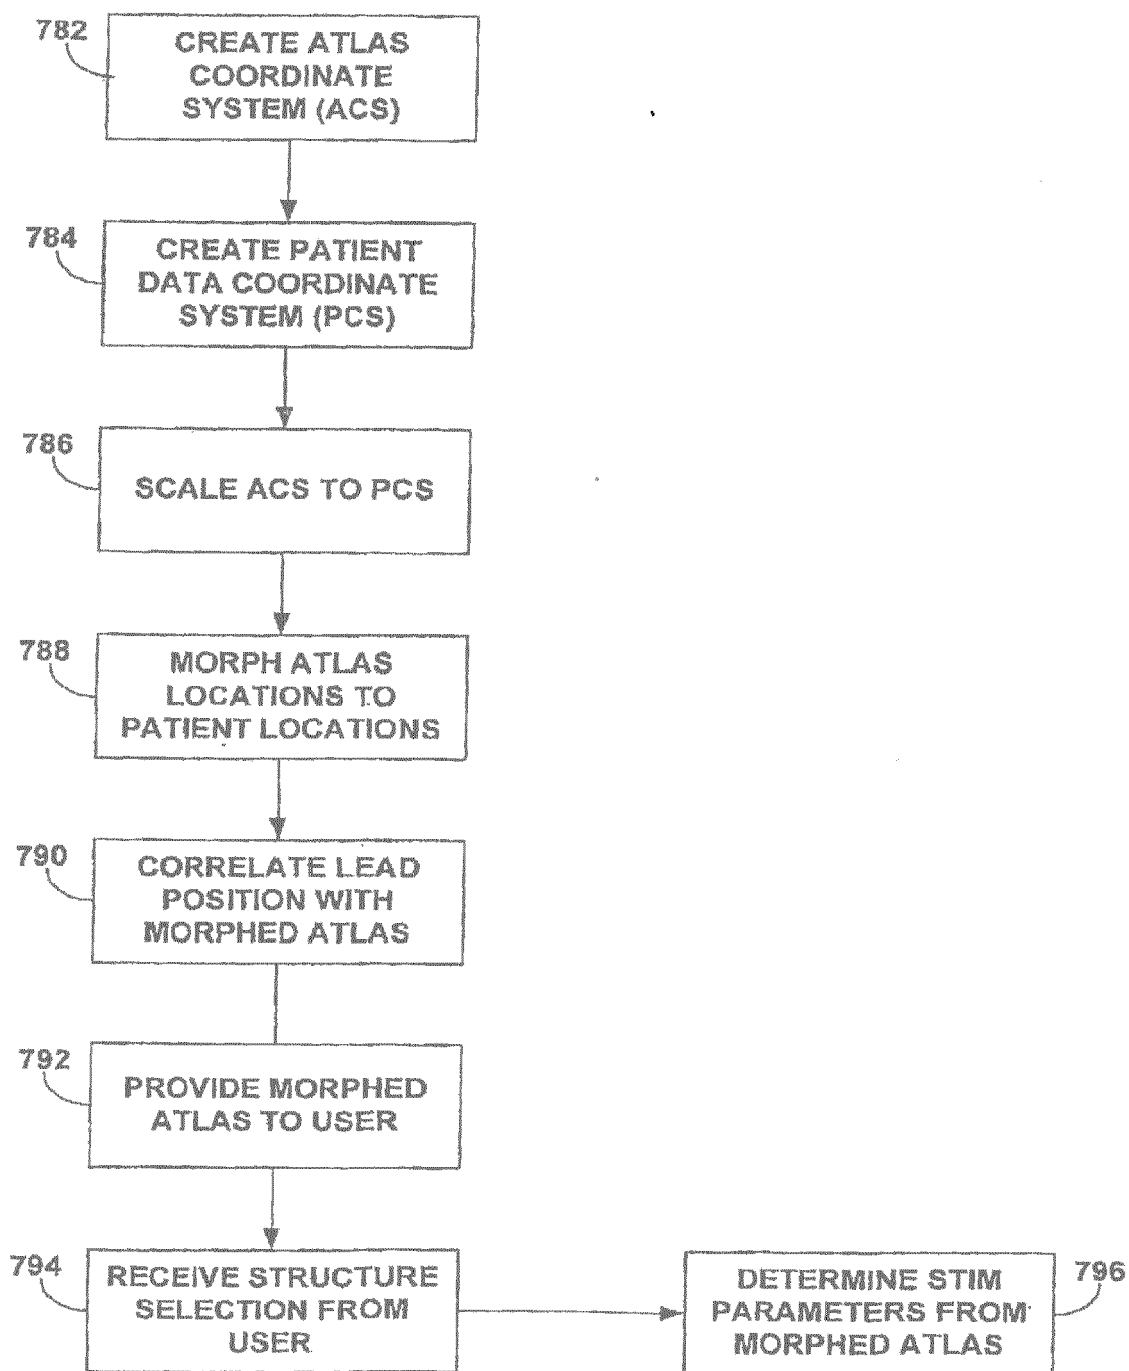 782
CREATE ATLAS
COORDINATE
SYSTEM (ACS)
784
CREATE PATIENT
DATA COORDINATE
SYSTEM (PCS)
786
SCALE ACS TO PCS
788
MORPH ATLAS
LOCATIONS TO
PATIENT LOCATIONS
790
CORRELATE LEAD
POSITION WITH
MORPHED ATLAS
792
PROVIDE MORPHED
ATLAS TO USER
794
RECEIVE STRUCTURE
SELECTION FROM
USER
DETERMINE STIM
PARAMETERS FROM
MORPHED ATLAS
796